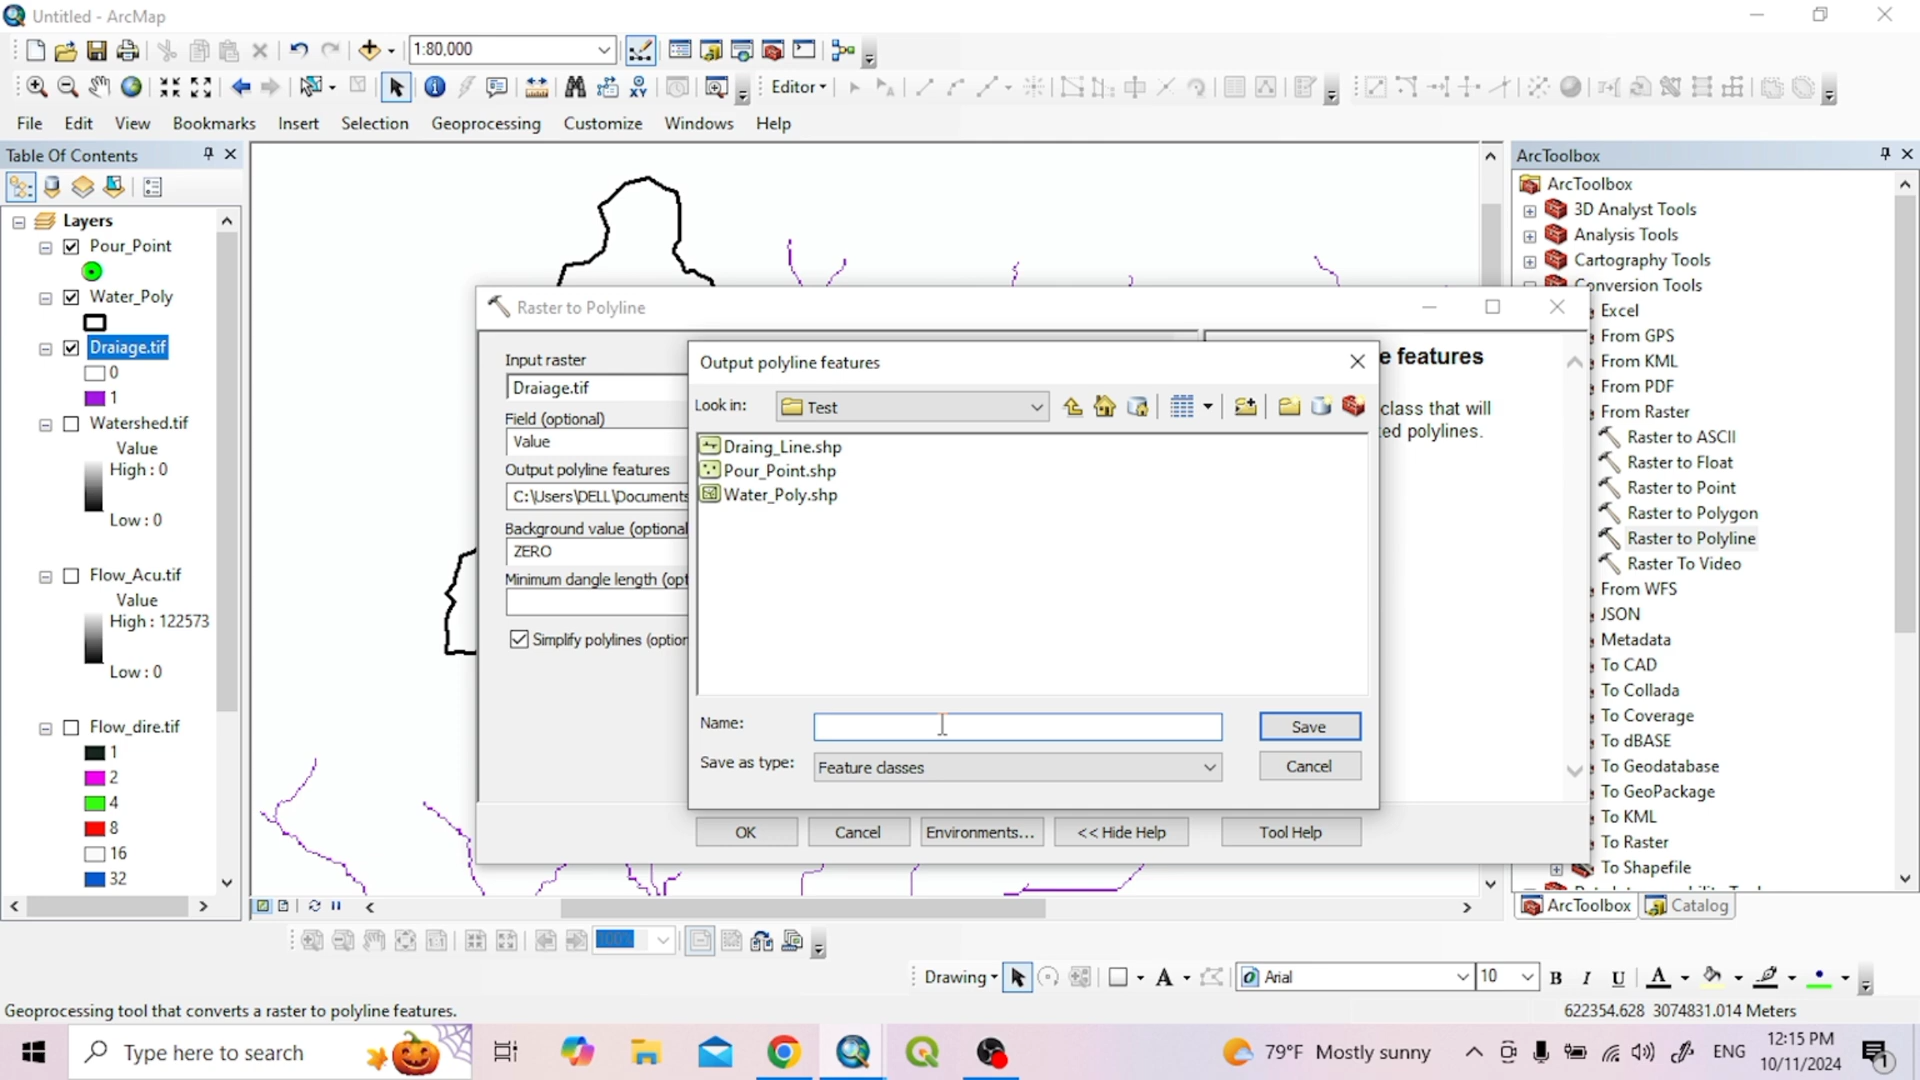 Untitled - ArcMap
1:80,000
Editor
File Edit View Bookmarks Insert Selection Geoprocessing Customize Windows Help
Table Of Contents
Layers
Pour_Point
Water_Poly
Draiage.tif
0
1
Watershed.tif
Value
High : 0
Low : 0
Flow_Acu.tif
Value
High : 122573
Low : 0
Flow_dire.tif
1
2
4
8
16
32
Raster to Polyline
Input raster
Draiage.tif
Field (optional)
Value
Output polyline features
C:\Users\DELL\Documents
Background value (optional
ZERO
Minimum dangle length (opt
Simplify polylines (option
e features
class that will
ed polylines.
OK Cancel Environments... << Hide Help Tool Help
Output polyline features
Look in: Test
Draing_Line.shp
Pour_Point.shp
Water_Poly.shp
Name: Save
Save as type: Feature classes Cancel
ArcToolbox
ArcToolbox
3D Analyst Tools
Analysis Tools
Cartography Tools
Conversion Tools
Excel
From GPS
From KML
From PDF
From Raster
Raster to ASCII
Raster to Float
Raster to Point
Raster to Polygon
Raster to Polyline
Raster To Video
From WFS
JSON
Metadata
To CAD
To Collada
To Coverage
To dBASE
To Geodatabase
To GeoPackage
To KML
To Raster
To Shapefile
ArcToolbox Catalog
100%
Drawing A Arial 10 B I U A
Geoprocessing tool that converts a raster to polyline features.
622354.628 3074831.014 Meters
Type here to search
79°F Mostly sunny
ENG
12:15 PM
10/11/2024
1